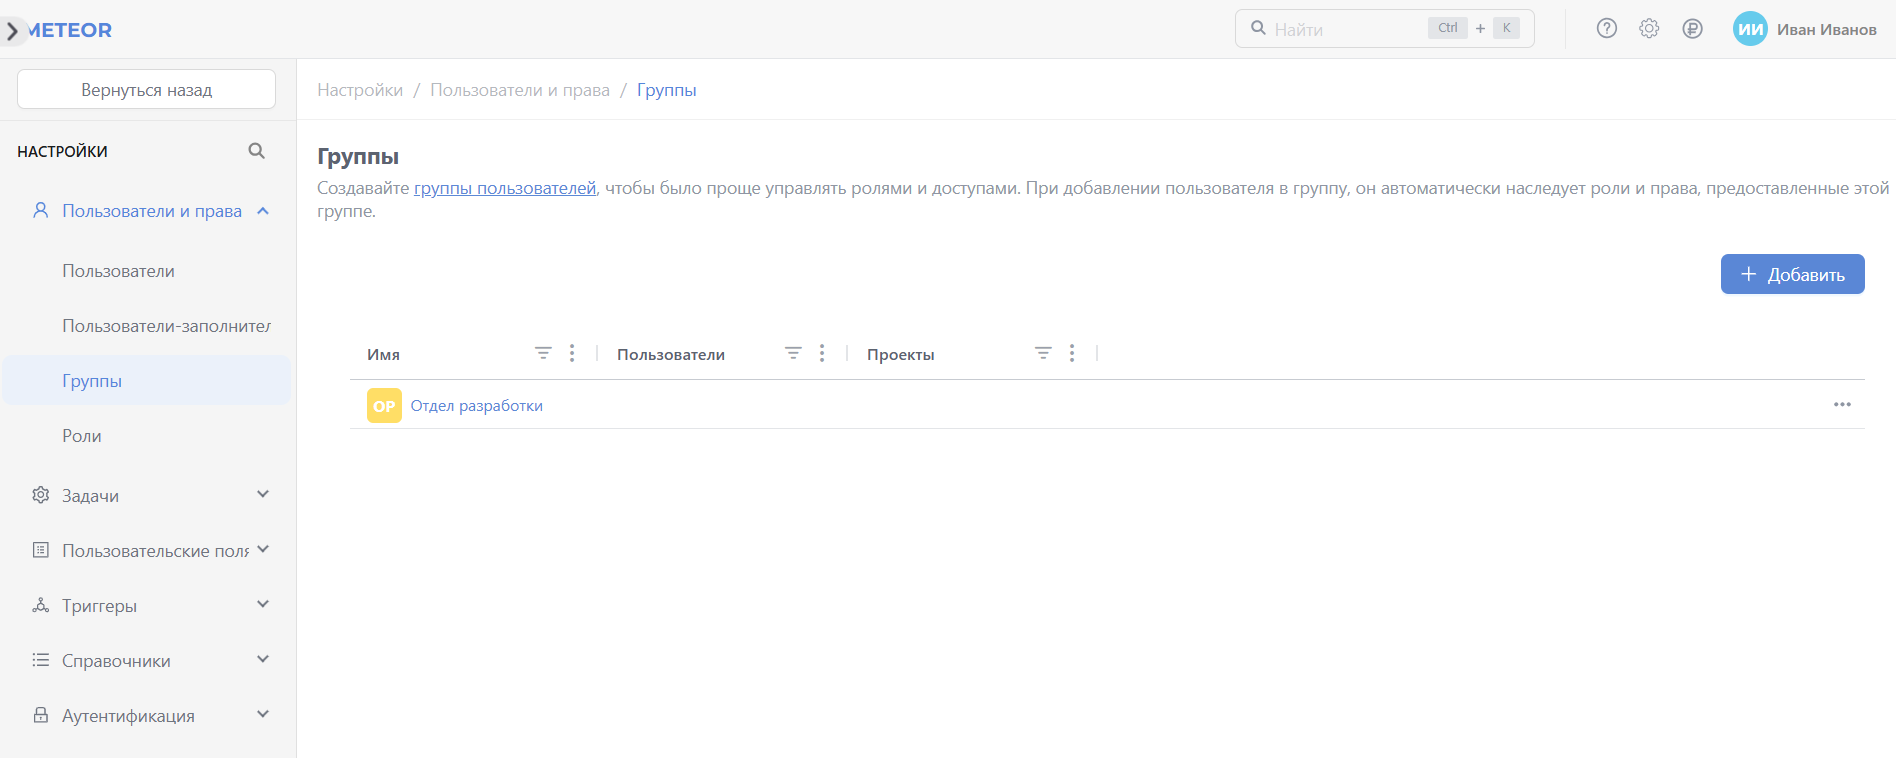 METEOR
Найти
Ctrl + K
ИИ Иван Иванов
Вернуться назад
Настройки / Пользователи и права / Группы
НАСТРОЙКИ
Пользователи и права
Пользователи
Пользователи-заполнител
Группы
Роли
Задачи
Пользовательские поля
Триггеры
Справочники
Аутентификация
Группы
Создавайте группы пользователей, чтобы было проще управлять ролями и доступами. При добавлении пользователя в группу, он автоматически наследует роли и права, предоставленные этой
группе.
+ Добавить
Имя Пользователи Проекты
ОР Отдел разработки